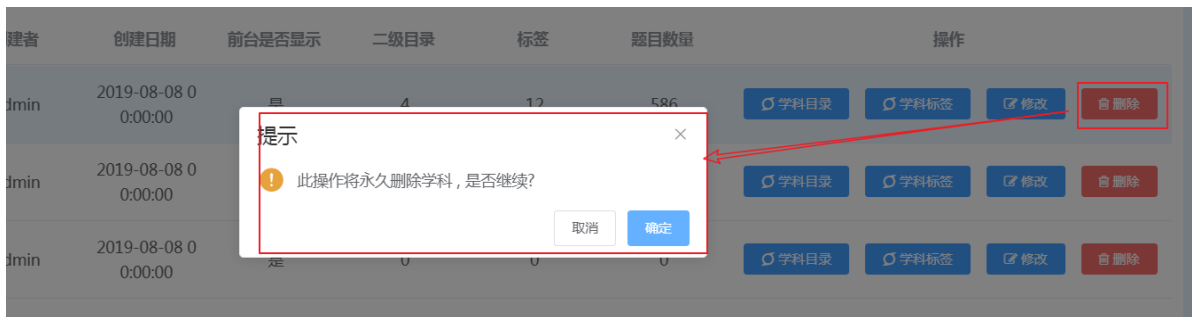 建者 创建日期 前台是否显示 二级目录 标签 题目数量 操作
dmin 2019-08-08 0 是 4 12 586 学科目录 学科标签 修改 删除
0:00:00
提示
此操作将永久删除学科，是否继续?
dmin 2019-08-08 0 学科目录 学科标签 修改 删除
0:00:00
取消 确定
dmin 2019-08-08 0 是 0 0 0 学科目录 学科标签 修改 删除
0:00:00